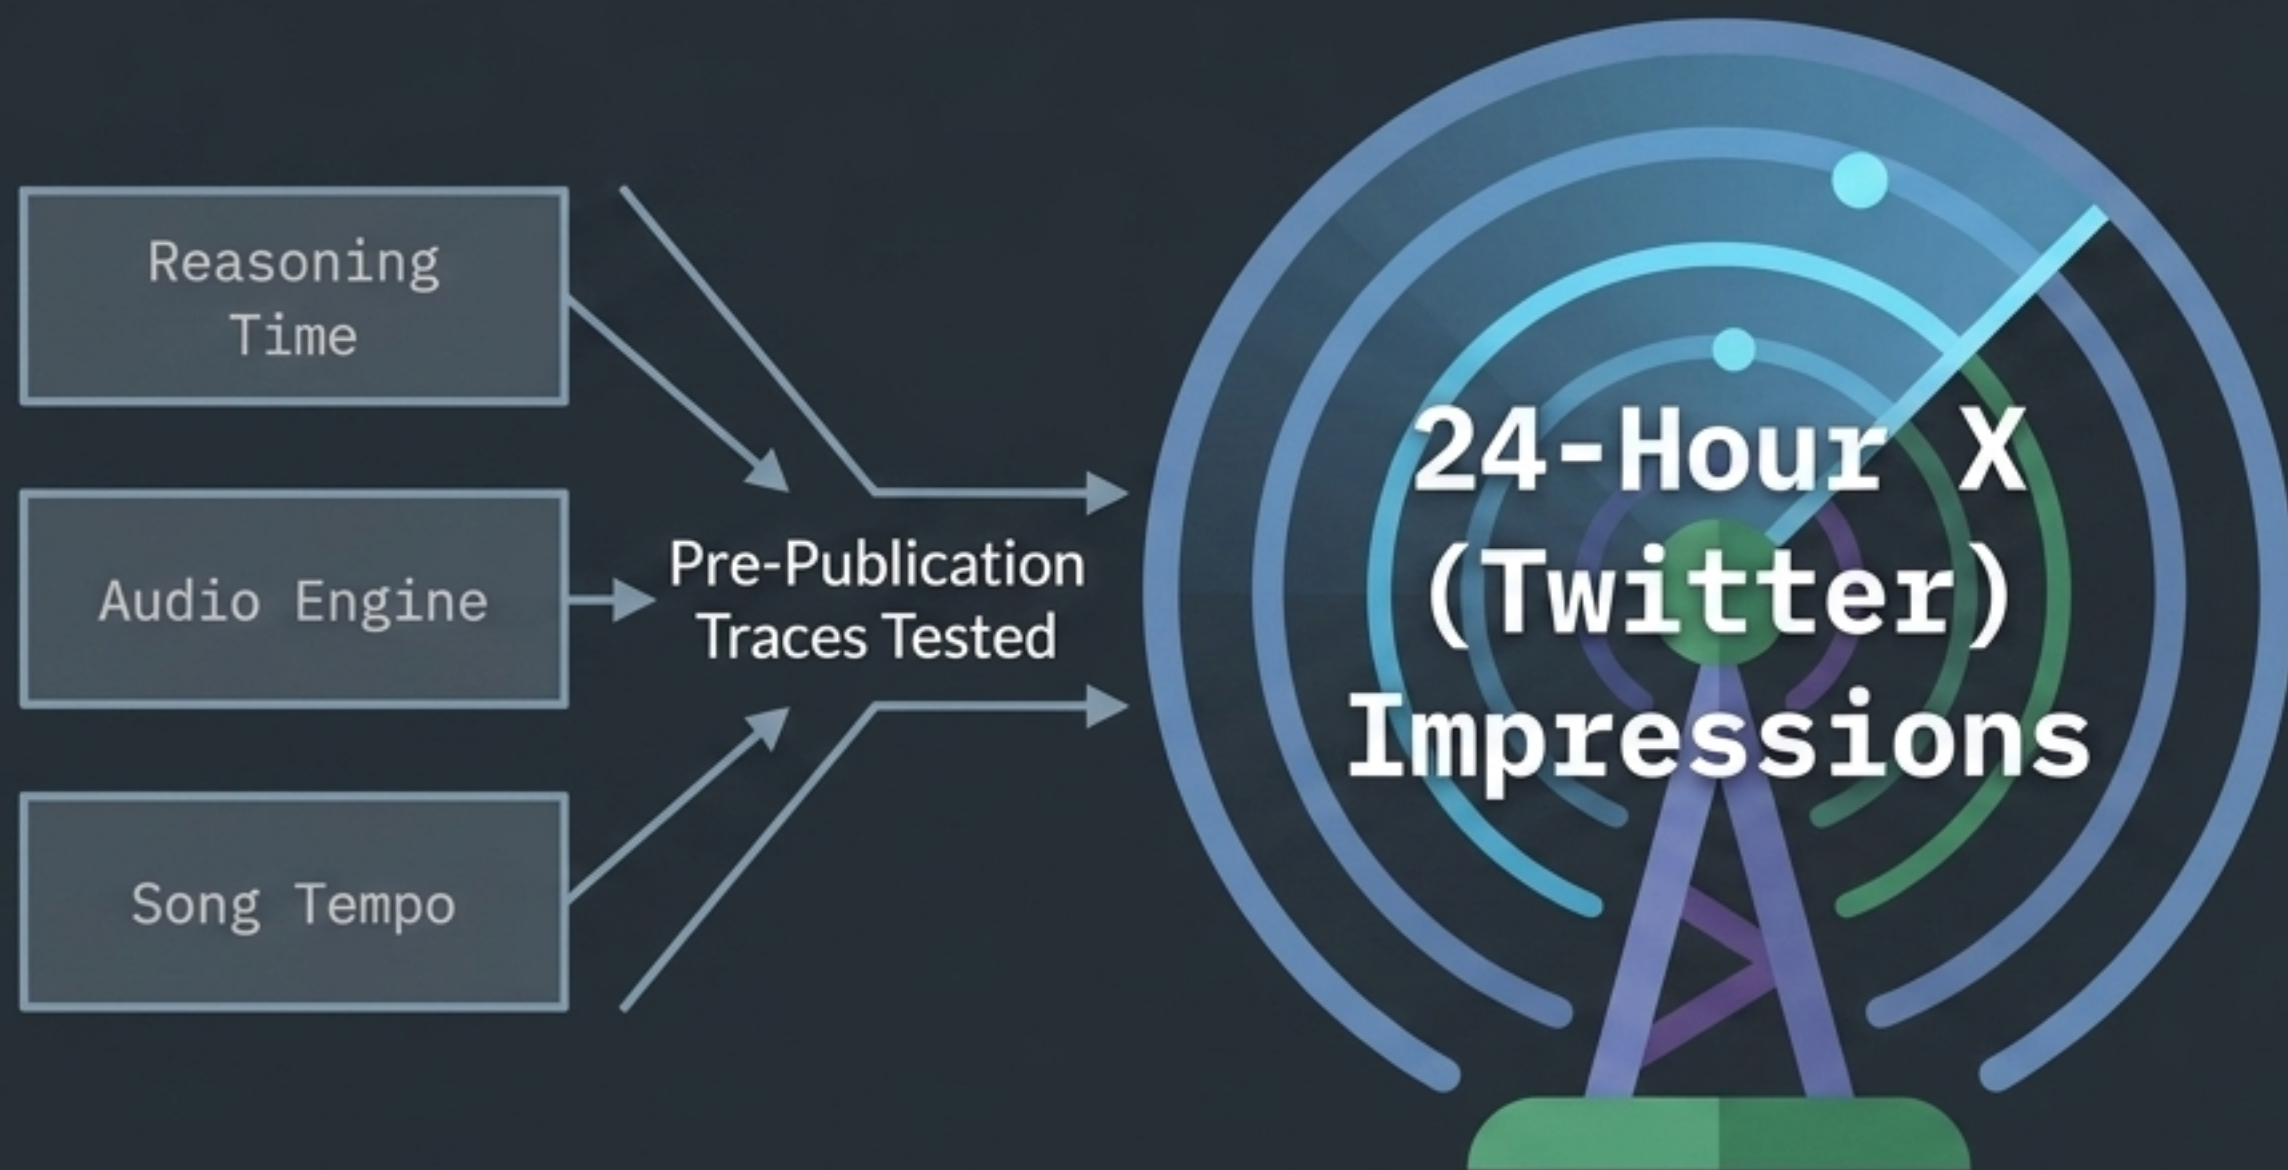 Reasoning
Time
Audio Engine
Song Tempo
Pre-Publication
Traces Tested
24-Hour X
(Twitter)
Impressions